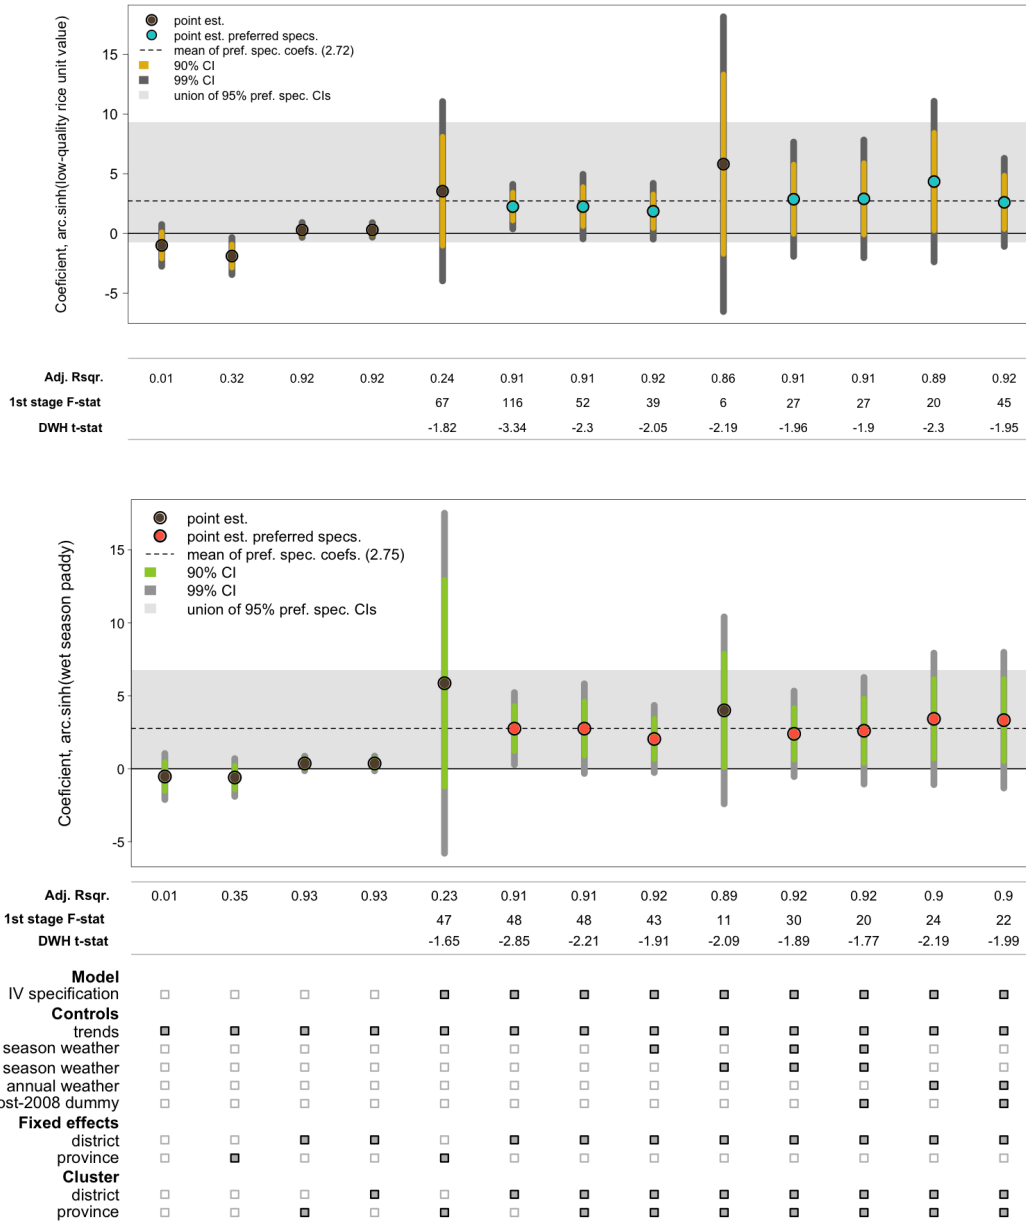 Coeficient, arc.sinh(low-quality rice unit value)
point est.
point est. preferred specs.
mean of pref. spec. coefs. (2.72)
90% CI
99% CI
union of 95% pref. spec. CIs
15
10
5
0
-5
Adj. Rsqr. 0.01 0.32 0.92 0.92 0.24 0.91 0.91 0.92 0.86 0.91 0.91 0.89 0.92
1st stage F-stat 67 116 52 39 6 27 27 20 45
DWH t-stat -1.82 -3.34 -2.3 -2.05 -2.19 -1.96 -1.9 -2.3 -1.95
Coeficient, arc.sinh(wet season paddy)
point est.
point est. preferred specs.
mean of pref. spec. coefs. (2.75)
90% CI
99% CI
union of 95% pref. spec. CIs
15
10
5
0
-5
Adj. Rsqr. 0.01 0.35 0.93 0.93 0.23 0.91 0.91 0.92 0.89 0.92 0.92 0.9 0.9
1st stage F-stat 47 48 48 43 11 30 20 24 22
DWH t-stat -1.65 -2.85 -2.21 -1.91 -2.09 -1.89 -1.77 -2.19 -1.99
Model
IV specification
Controls
trends
season weather
season weather
annual weather
ost-2008 dummy
Fixed effects
district
province
Cluster
district
province